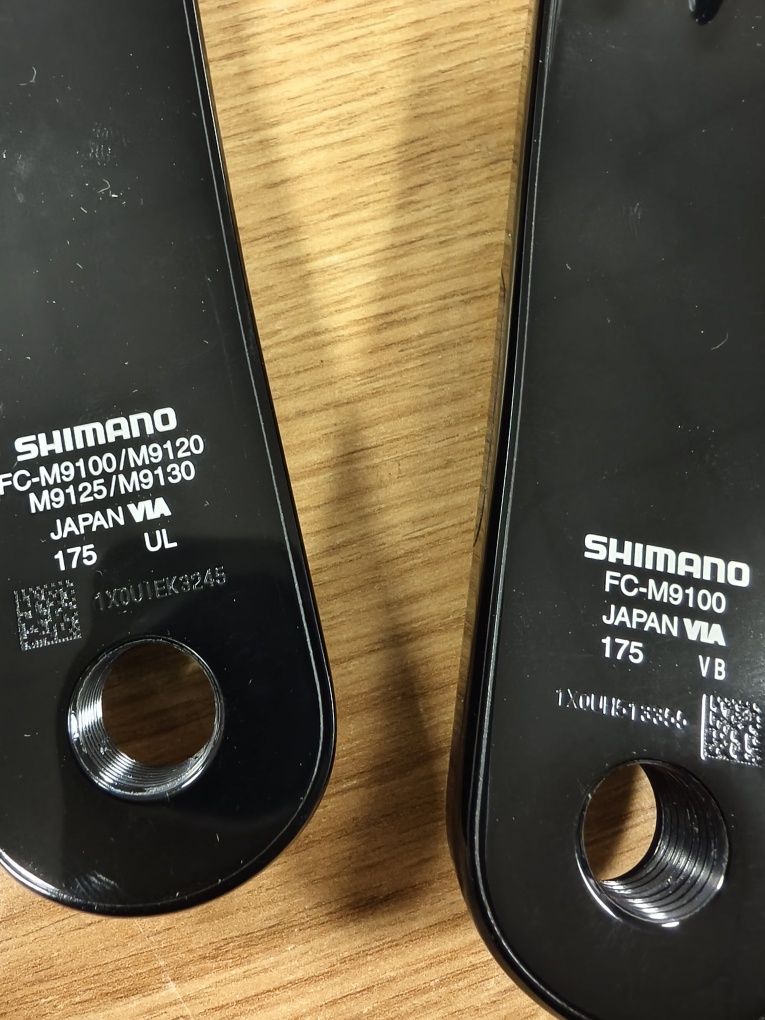 SHIMANO
FC-M9100/M9120
M9125/M9130
JAPAN VIA
175 UL
1X0U1EK3245
SHIMANO
FC-M9100
JAPAN VIA
175 VB